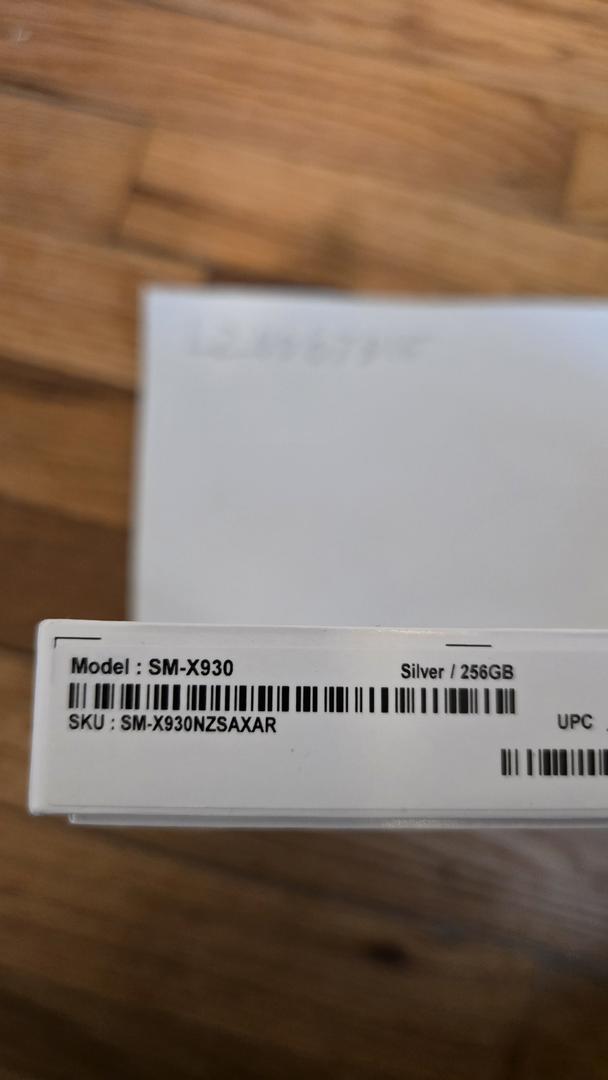 Model : SM-X930
Silver / 256GB
SKU : SM-X930NZSAXAR
UPC